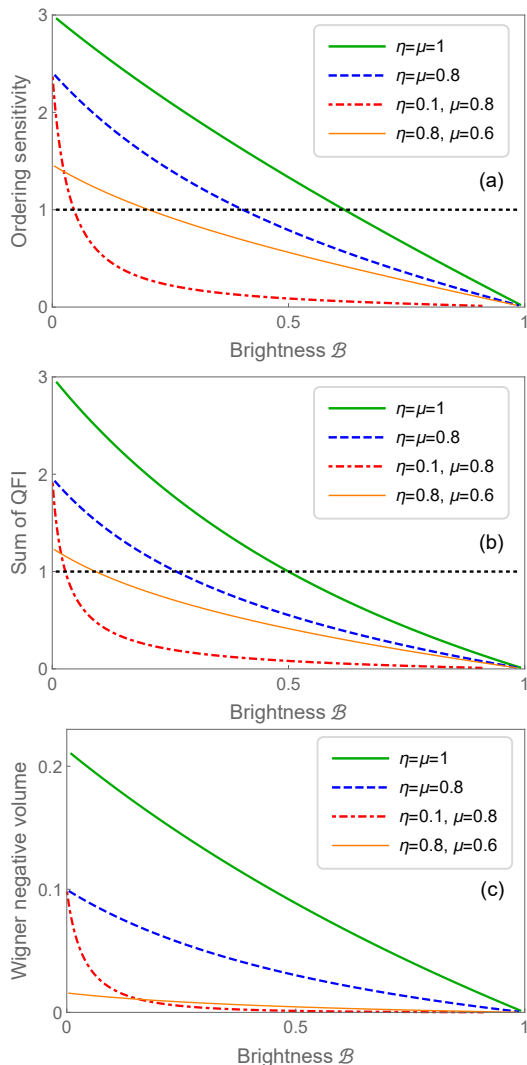 3
2
1
0
Ordering sensitivity
η=μ=1
η=μ=0.8
η=0.1, μ=0.8
η=0.8, μ=0.6
(a)
0
0.5
1
Brightness ℬ
3
2
1
0
Sum of QFI
η=μ=1
η=μ=0.8
η=0.1, μ=0.8
η=0.8, μ=0.6
(b)
0
0.5
1
Brightness ℬ
0.2
0.1
0
Wigner negative volume
η=μ=1
η=μ=0.8
η=0.1, μ=0.8
η=0.8, μ=0.6
(c)
0
0.5
1
Brightness ℬ